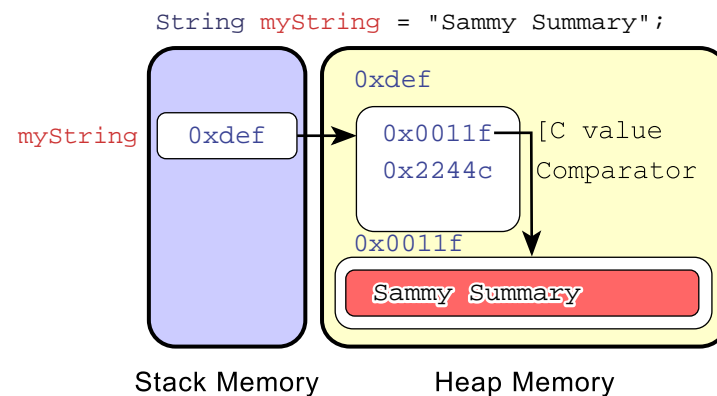 String myString = "Sammy Summary";
0xdef
myString 0xdef 0x0011f [C value
0x2244c Comparator
0x0011f
Sammy Summary
Stack Memory Heap Memory